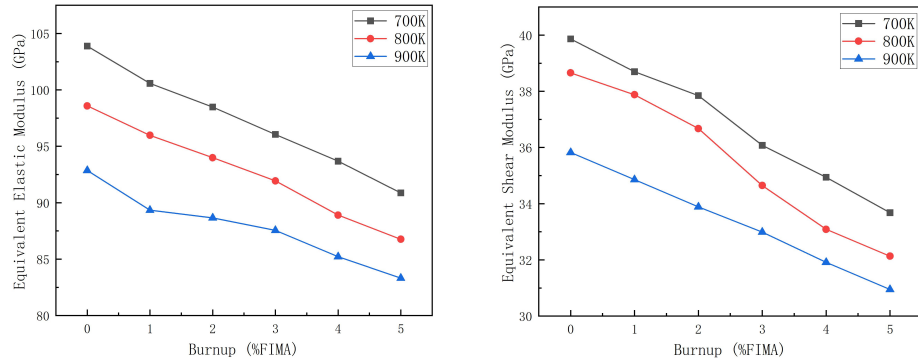 105
100
95
90
85
80
0 1 2 3 4 5
Equivalent Elastic Modulus (GPa)
Burnup (%FIMA)
700K
800K
900K
40
38
36
34
32
30
0 1 2 3 4 5
Equivalent Shear Modulus (GPa)
Burnup (%FIMA)
700K
800K
900K